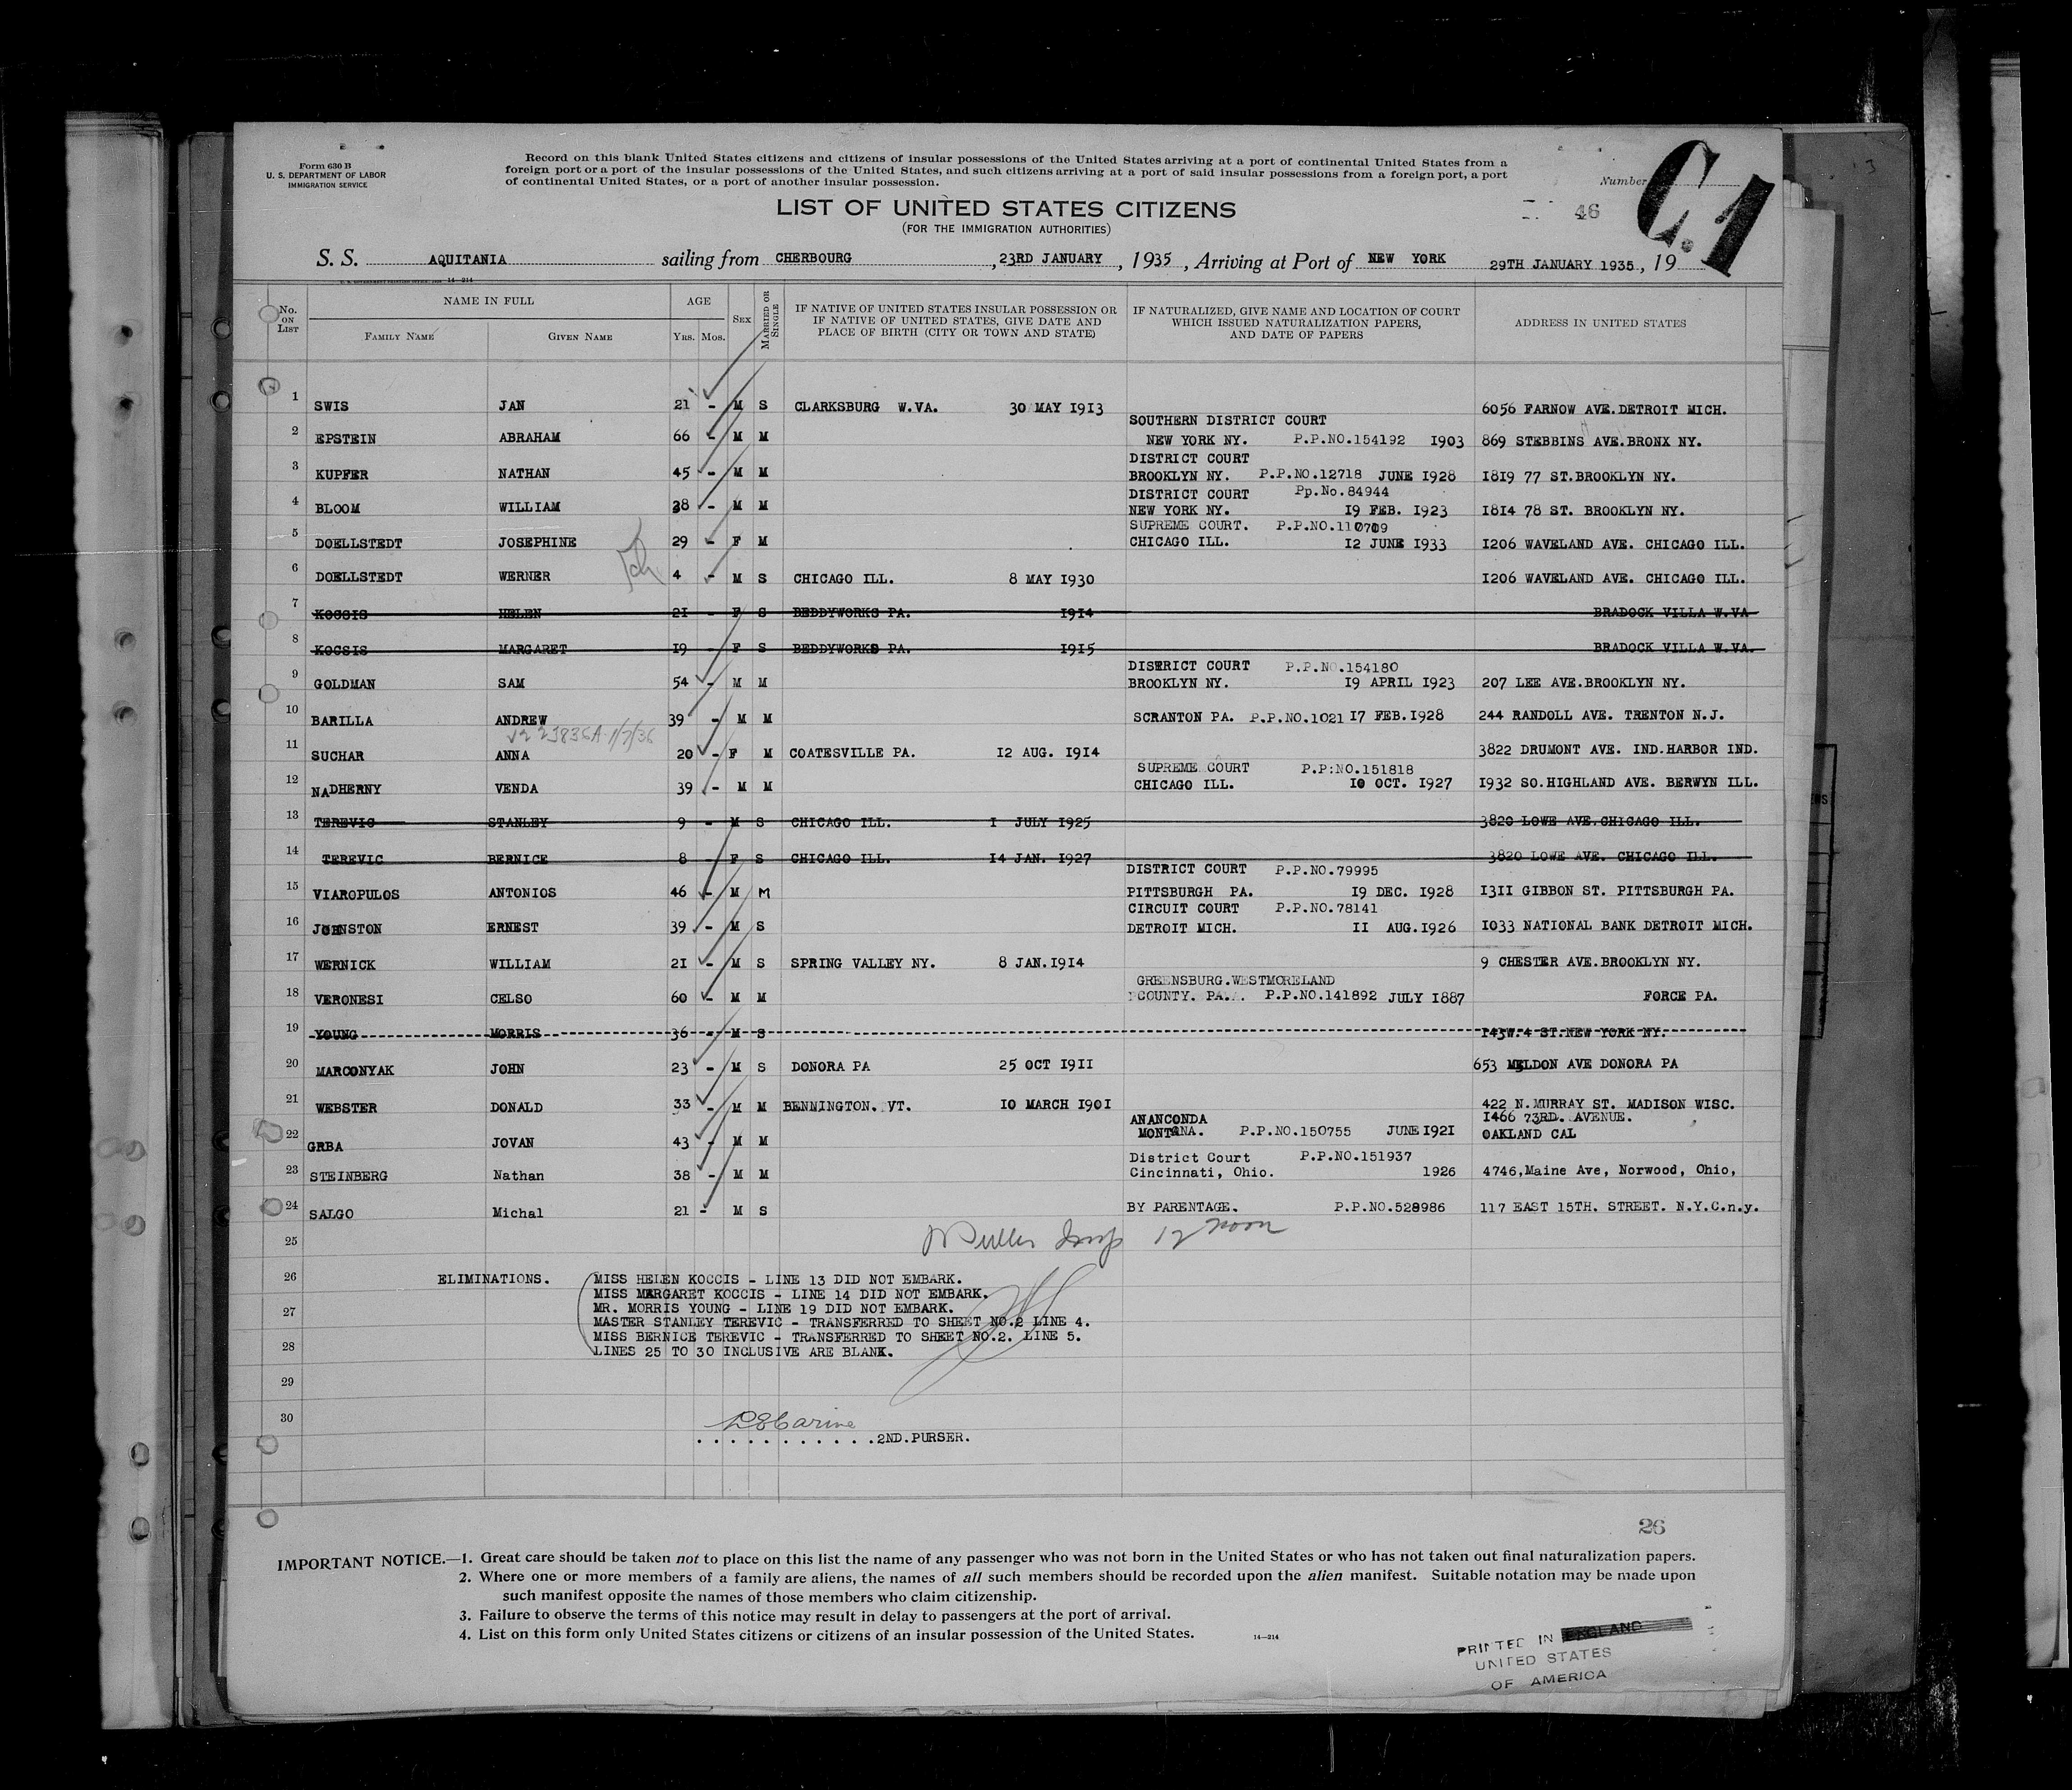 Form 630 B
U. S. DEPARTMENT OF LABOR
IMMIGRATION SERVICE
Record on this blank United States citizens and citizens of insular possessions of the United States arriving at a port of continental United States from a
foreign port or a port of the insular possessions of the United States, and such citizens arriving at a port of said insular possessions from a foreign port, a port
of continental United States, or a port of another insular possession.
Number
C.1
46
LIST OF UNITED STATES CITIZENS
(FOR THE IMMIGRATION AUTHORITIES)
S. S. AQUITANIA sailing from CHERBOURG, 23RD JANUARY, 1935, Arriving at Port of NEW YORK 29TH JANUARY 1935, 19
14—214
No. ON LIST NAME IN FULL AGE SEX MARRIED OR SINGLE IF NATIVE OF UNITED STATES INSULAR POSSESSION OR IF NATIVE OF UNITED STATES, GIVE DATE AND PLACE OF BIRTH (CITY OR TOWN AND STATE) IF NATURALIZED, GIVE NAME AND LOCATION OF COURT WHICH ISSUED NATURALIZATION PAPERS, AND DATE OF PAPERS ADDRESS IN UNITED STATES
FAMILY NAME GIVEN NAME YRS. MOS.
1 SWIS JAN 21 - M S CLARKSBURG W.VA. 30 MAY 1913 6056 FARNOW AVE.DETROIT MICH.
SOUTHERN DISTRICT COURT
2 EPSTEIN ABRAHAM 66 - M M NEW YORK NY. P.P.NO.154192 1903 869 STEBBINS AVE.BRONX NY.
DISTRICT COURT
3 KUPFER NATHAN 45 - M M BROOKLYN NY. P.P.NO.12718 JUNE 1928 1819 77 ST.BROOKLYN NY.
DISTRICT COURT Pp.No.84944
4 BLOOM WILLIAM 38 - M M NEW YORK NY. 19 FEB. 1923 1814 78 ST. BROOKLYN NY.
SUPREME COURT. P.P.NO.110709
5 DOELLSTEDT JOSEPHINE 29 - F M CHICAGO ILL. 12 JUNE 1933 1206 WAVELAND AVE. CHICAGO ILL.
6 DOELLSTEDT WERNER 4 - M S CHICAGO ILL. 8 MAY 1930 1206 WAVELAND AVE. CHICAGO ILL.
7 KOCSIS HELEN 21 - F S BEDDYWORKS PA. 1914 BRADOCK VILLA W.VA
8 KOCSIS MARGARET 19 - F S BEDDYWORKS PA. 1915 BRADOCK VILLA W.VA.
DISTRICT COURT P.P.NO.154180
9 GOLDMAN SAM 54 - M M BROOKLYN NY. 19 APRIL 1923 207 LEE AVE.BROOKLYN NY.
10 BARILLA ANDREW 39 - M M SCRANTON PA. P.P.NO.1021 17 FEB.1928 244 RANDOLL AVE. TRENTON N.J.
11 SUCHAR ANNA 20 - F M COATESVILLE PA. 12 AUG. 1914 3822 DRUMONT AVE. IND.HARBOR IND.
SUPREME COURT P.P:NO.151818
12 NADHERNY VENDA 39 - M M CHICAGO ILL. 10 OCT. 1927 1932 SO.HIGHLAND AVE. BERWYN ILL.
13 TEREVIC STANLEY 9 - M S CHICAGO ILL. 1 JULY 1925 3820 LOWE AVE.CHICAGO ILL.
14 TEREVIC BERNICE 8 - F S CHICAGO ILL. 14 JAN. 1927 3820 LOWE AVE. CHICAGO ILL.
DISTRICT COURT P.P.NO.79995
15 VIAROPULOS ANTONIOS 46 - M M PITTSBURGH PA. 19 DEC. 1928 1311 GIBBON ST. PITTSBURGH PA.
CIRCUIT COURT P.P.NO.78141
16 JOHNSTON ERNEST 39 - M S DETROIT MICH. 11 AUG.1926 1033 NATIONAL BANK DETROIT MICH.
17 WERNICK WILLIAM 21 - M S SPRING VALLEY NY. 8 JAN.1914 9 CHESTER AVE.BROOKLYN NY.
GREENSBURG.WESTMORELAND
18 VERONESI CELSO 60 - M M COUNTY. PA. P.P.NO.141892 JULY 1887 FORCE PA.
19 YOUNG MORRIS 36 - M S 143W.4 ST.NEW YORK NY.
20 MARCONYAK JOHN 23 - M S DONORA PA 25 OCT 1911 653 MELDON AVE DONORA PA
21 WEBSTER DONALD 33 - M M BENNINGTON. VT. 10 MARCH 1901 422 N.MURRAY ST. MADISON WISC.
ANANCONDA 1466 73RD. AVENUE.
22 GRBA JOVAN 43 - M M MONTANA. P.P.NO.150755 JUNE 1921 OAKLAND CAL
District Court P.P.NO.151937
23 STEINBERG Nathan 38 - M M Cincinnati, Ohio. 1926 4746,Maine Ave, Norwood, Ohio,
24 SALGO Michal 21 - M S BY PARENTAGE. P.P.NO.528986 117 EAST 15TH. STREET. N.Y.C.n.y.
25 Insp 12 noon
26 ELIMINATIONS. MISS HELEN KOCCIS - LINE 13 DID NOT EMBARK.
MISS MARGARET KOCCIS - LINE 14 DID NOT EMBARK.
27 MR. MORRIS YOUNG - LINE 19 DID NOT EMBARK.
MASTER STANLEY TEREVIC - TRANSFERRED TO SHEET NO.2 LINE 4.
MISS BERNICE TEREVIC - TRANSFERRED TO SHEET NO.2. LINE 5.
28 LINES 25 TO 30 INCLUSIVE ARE BLANK.
29
30
...........2ND.PURSER.
26
IMPORTANT NOTICE.—1. Great care should be taken not to place on this list the name of any passenger who was not born in the United States or who has not taken out final naturalization papers.
2. Where one or more members of a family are aliens, the names of all such members should be recorded upon the alien manifest. Suitable notation may be made upon
such manifest opposite the names of those members who claim citizenship.
3. Failure to observe the terms of this notice may result in delay to passengers at the port of arrival.
4. List on this form only United States citizens or citizens of an insular possession of the United States.
14—214
PRINTED IN ENGLAND
UNITED STATES
OF AMERICA